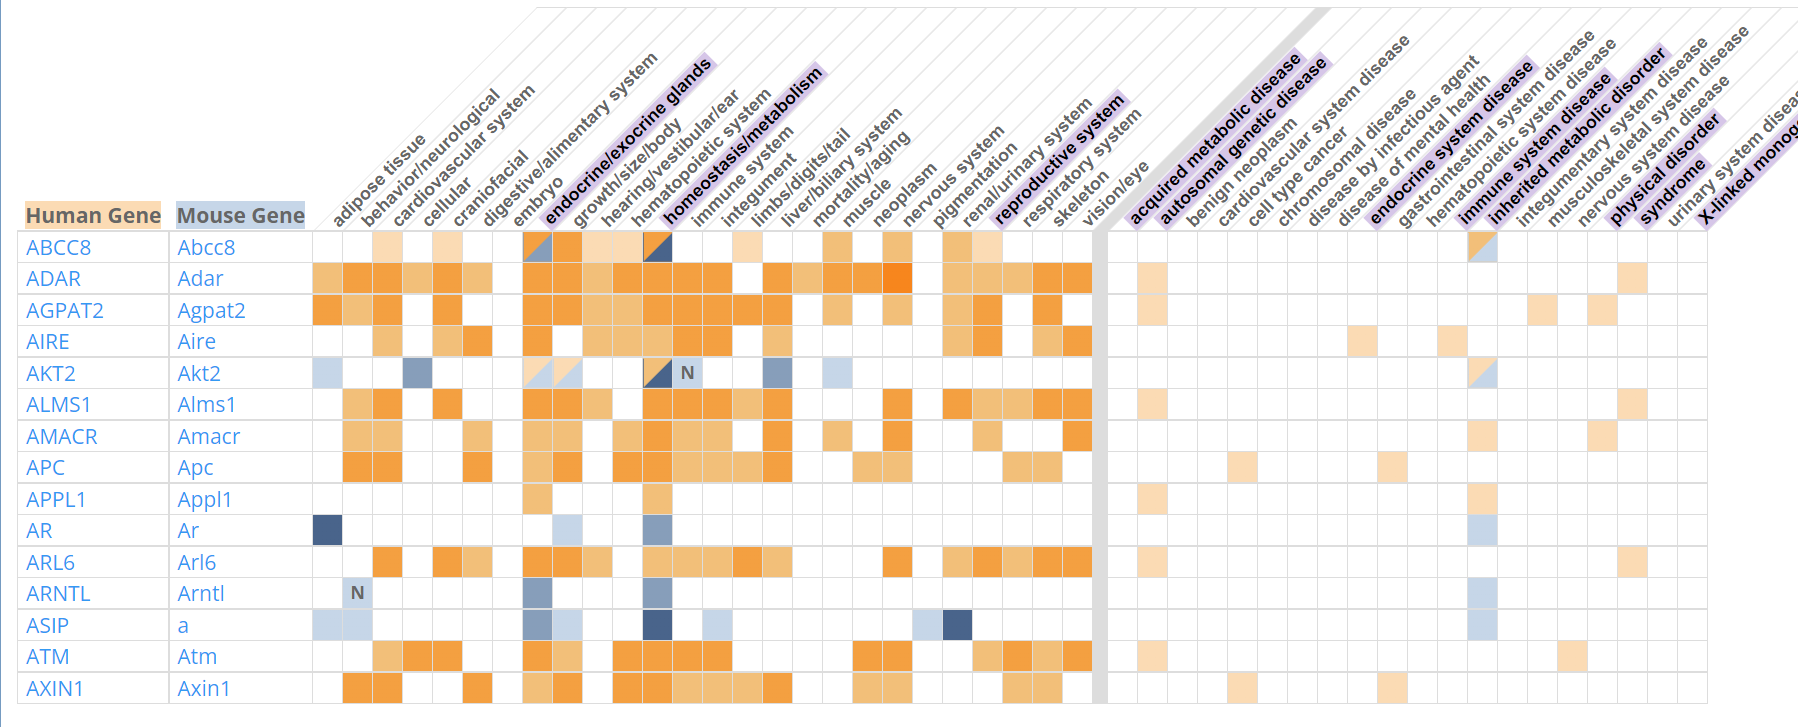 adipose tissue
behavior/neurological
cardiovascular system
cellular
craniofacial
digestive/alimentary system
embryo
endocrine/exocrine glands
growth/size/body
hearing/vestibular/ear
hematopoietic system
homeostasis/metabolism
immune system
integument
limbs/digits/tail
liver/biliary system
mortality/aging
muscle
neoplasm
nervous system
pigmentation
renal/urinary system
reproductive system
respiratory system
skeleton
vision/eye
acquired metabolic disease
autosomal genetic disease
benign neoplasm
cardiovascular system disease
cell type cancer
chromosomal disease
disease by infectious agent
disease of mental health
endocrine system disease
gastrointestinal system disease
hematopoietic system disease
immune system disease
inherited metabolic disorder
integumentary system disease
musculoskeletal system disease
nervous system disease
physical disorder
syndrome
urinary system
X-linked
Human Gene Mouse Gene
ABCC8 Abcc8
ADAR Adar
AGPAT2 Agpat2
AIRE Aire
AKT2 Akt2 N
ALMS1 Alms1
AMACR Amacr
APC Apc
APPL1 Appl1
AR Ar
ARL6 Arl6
ARNTL Arntl N
ASIP a
ATM Atm
AXIN1 Axin1